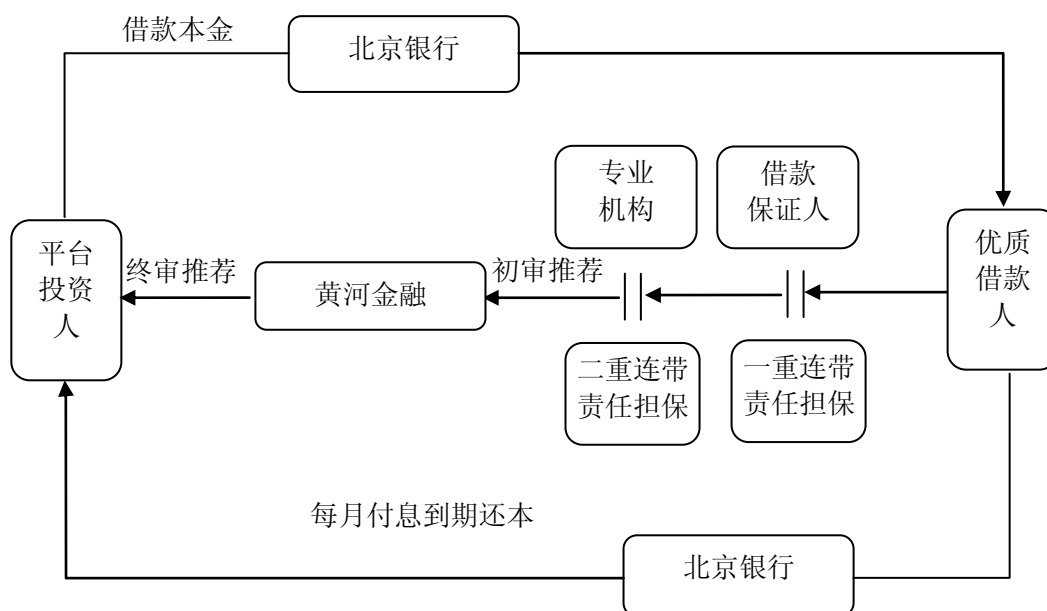 借款本金
北京银行
专业
机构
借款
保证人
平台
投资
人
终审推荐
黄河金融
初审推荐
优质
借款
人
二重连带
责任担保
一重连带
责任担保
每月付息到期还本
北京银行